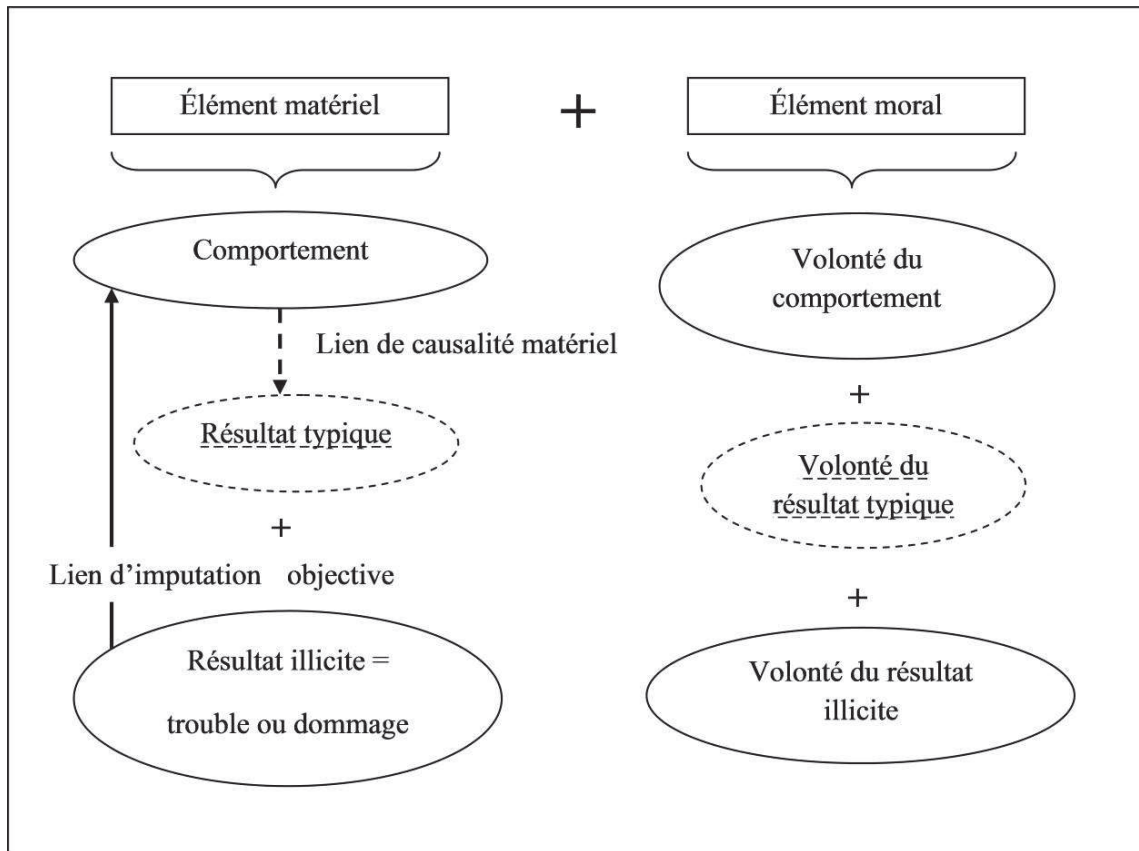 Élément matériel
+
Élément moral
Comportement
Lien de causalité matériel
Résultat typique
+
Lien d’imputation objective
Résultat illicite =
trouble ou dommage
Volonté du
comportement
+
Volonté du
résultat typique
+
Volonté du résultat
illicite